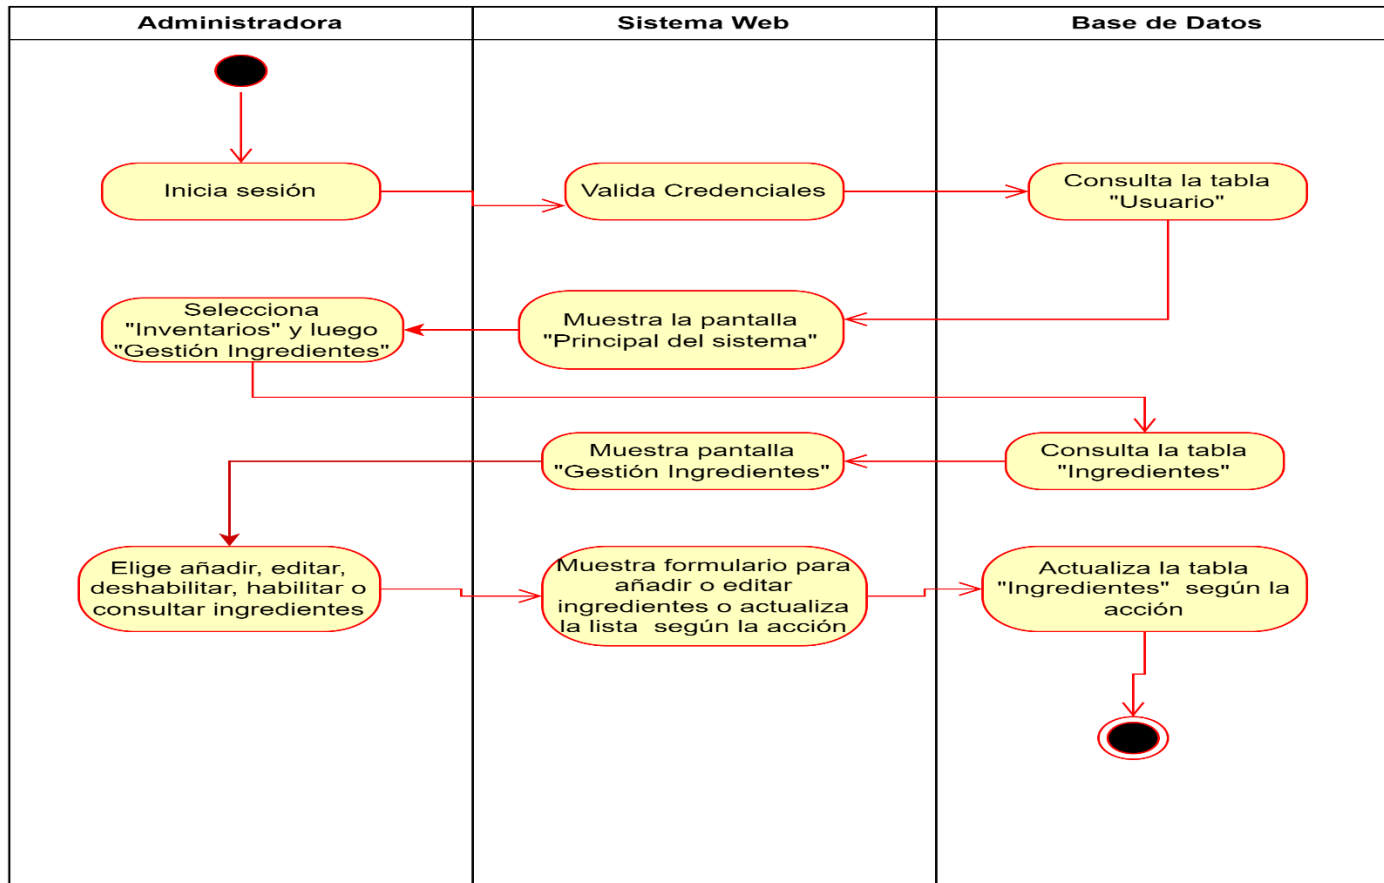 Administradora
Sistema Web
Base de Datos
Inicia sesión
Valida Credenciales
Consulta la tabla
"Usuario"
Selecciona
"Inventarios" y luego
"Gestión Ingredientes"
Muestra la pantalla
"Principal del sistema"
Muestra pantalla
"Gestión Ingredientes"
Consulta la tabla
"Ingredientes"
Elige añadir, editar,
deshabilitar, habilitar o
consultar ingredientes
Muestra formulario para
añadir o editar
ingredientes o actualiza
la lista según la acción
Actualiza la tabla
"Ingredientes" según la
acción